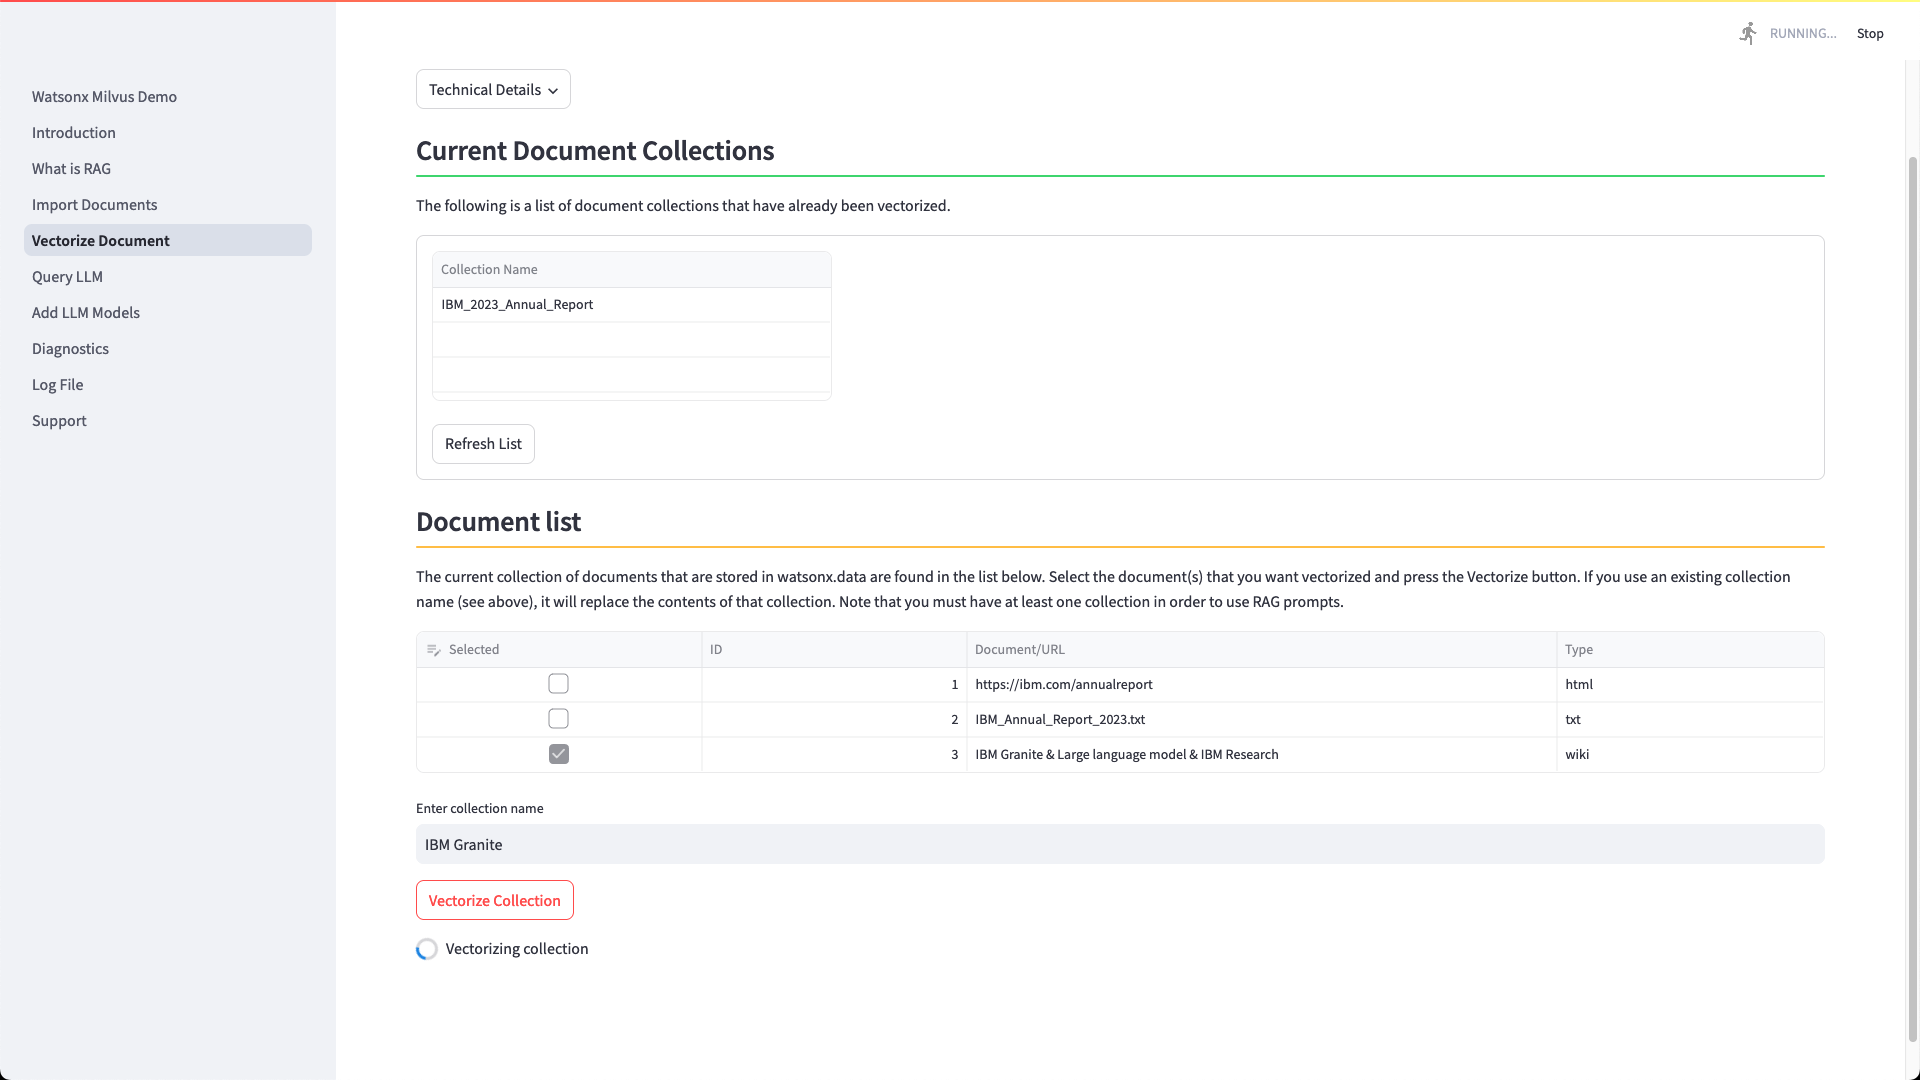 RUNNING...
Stop
Watsonx Milvus Demo
Introduction
What is RAG
Import Documents
Vectorize Document
Query LLM
Add LLM Models
Diagnostics
Log File
Support
Technical Details
Current Document Collections
The following is a list of document collections that have already been vectorized.
Collection Name
IBM_2023_Annual_Report
Refresh List
Document list
The current collection of documents that are stored in watsonx.data are found in the list below. Select the document(s) that you want vectorized and press the Vectorize button. If you use an existing collection
name (see above), it will replace the contents of that collection. Note that you must have at least one collection in order to use RAG prompts.
Selected ID Document/URL Type
1 https://ibm.com/annualreport html
2 IBM_Annual_Report_2023.txt txt
3 IBM Granite & Large language model & IBM Research wiki
Enter collection name
IBM Granite
Vectorize Collection
Vectorizing collection